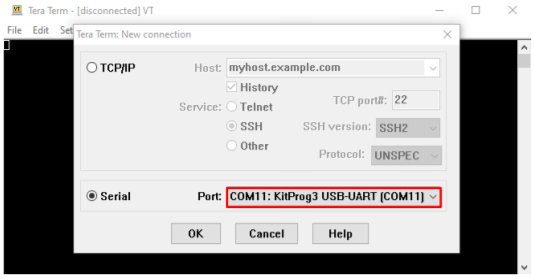 Tera Term - [disconnected] VT
File Edit Set
Tera Term: New connection
TCP/IP
Host: myhost.example.com
History
Service: Telnet
TCP port#: 22
SSH
SSH version: SSH2
Other
Protocol: UNSPEC
Serial
Port: COM11: KitProg3 USB-UART (COM11)
OK Cancel Help